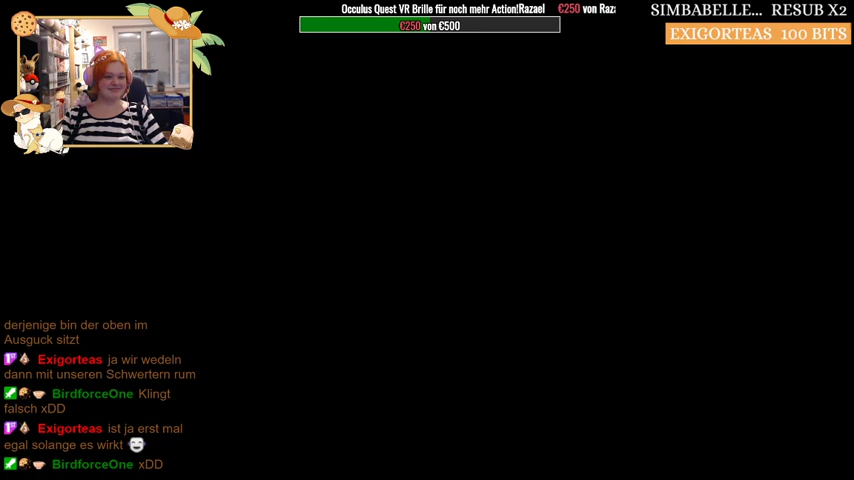 Occulus Quest VR Brille für noch mehr Action!Razael €250 von Raza
€250 von €500
SIMBABELLE... RESUB X2
EXIGORTEAS 100 BITS
derjenige bin der oben im
Ausguck sitzt
Exigorteas ja wir wedeln
dann mit unseren Schwertern rum
BirdforceOne Klingt
falsch xDD
Exigorteas ist ja erst mal
egal solange es wirkt
BirdforceOne xDD